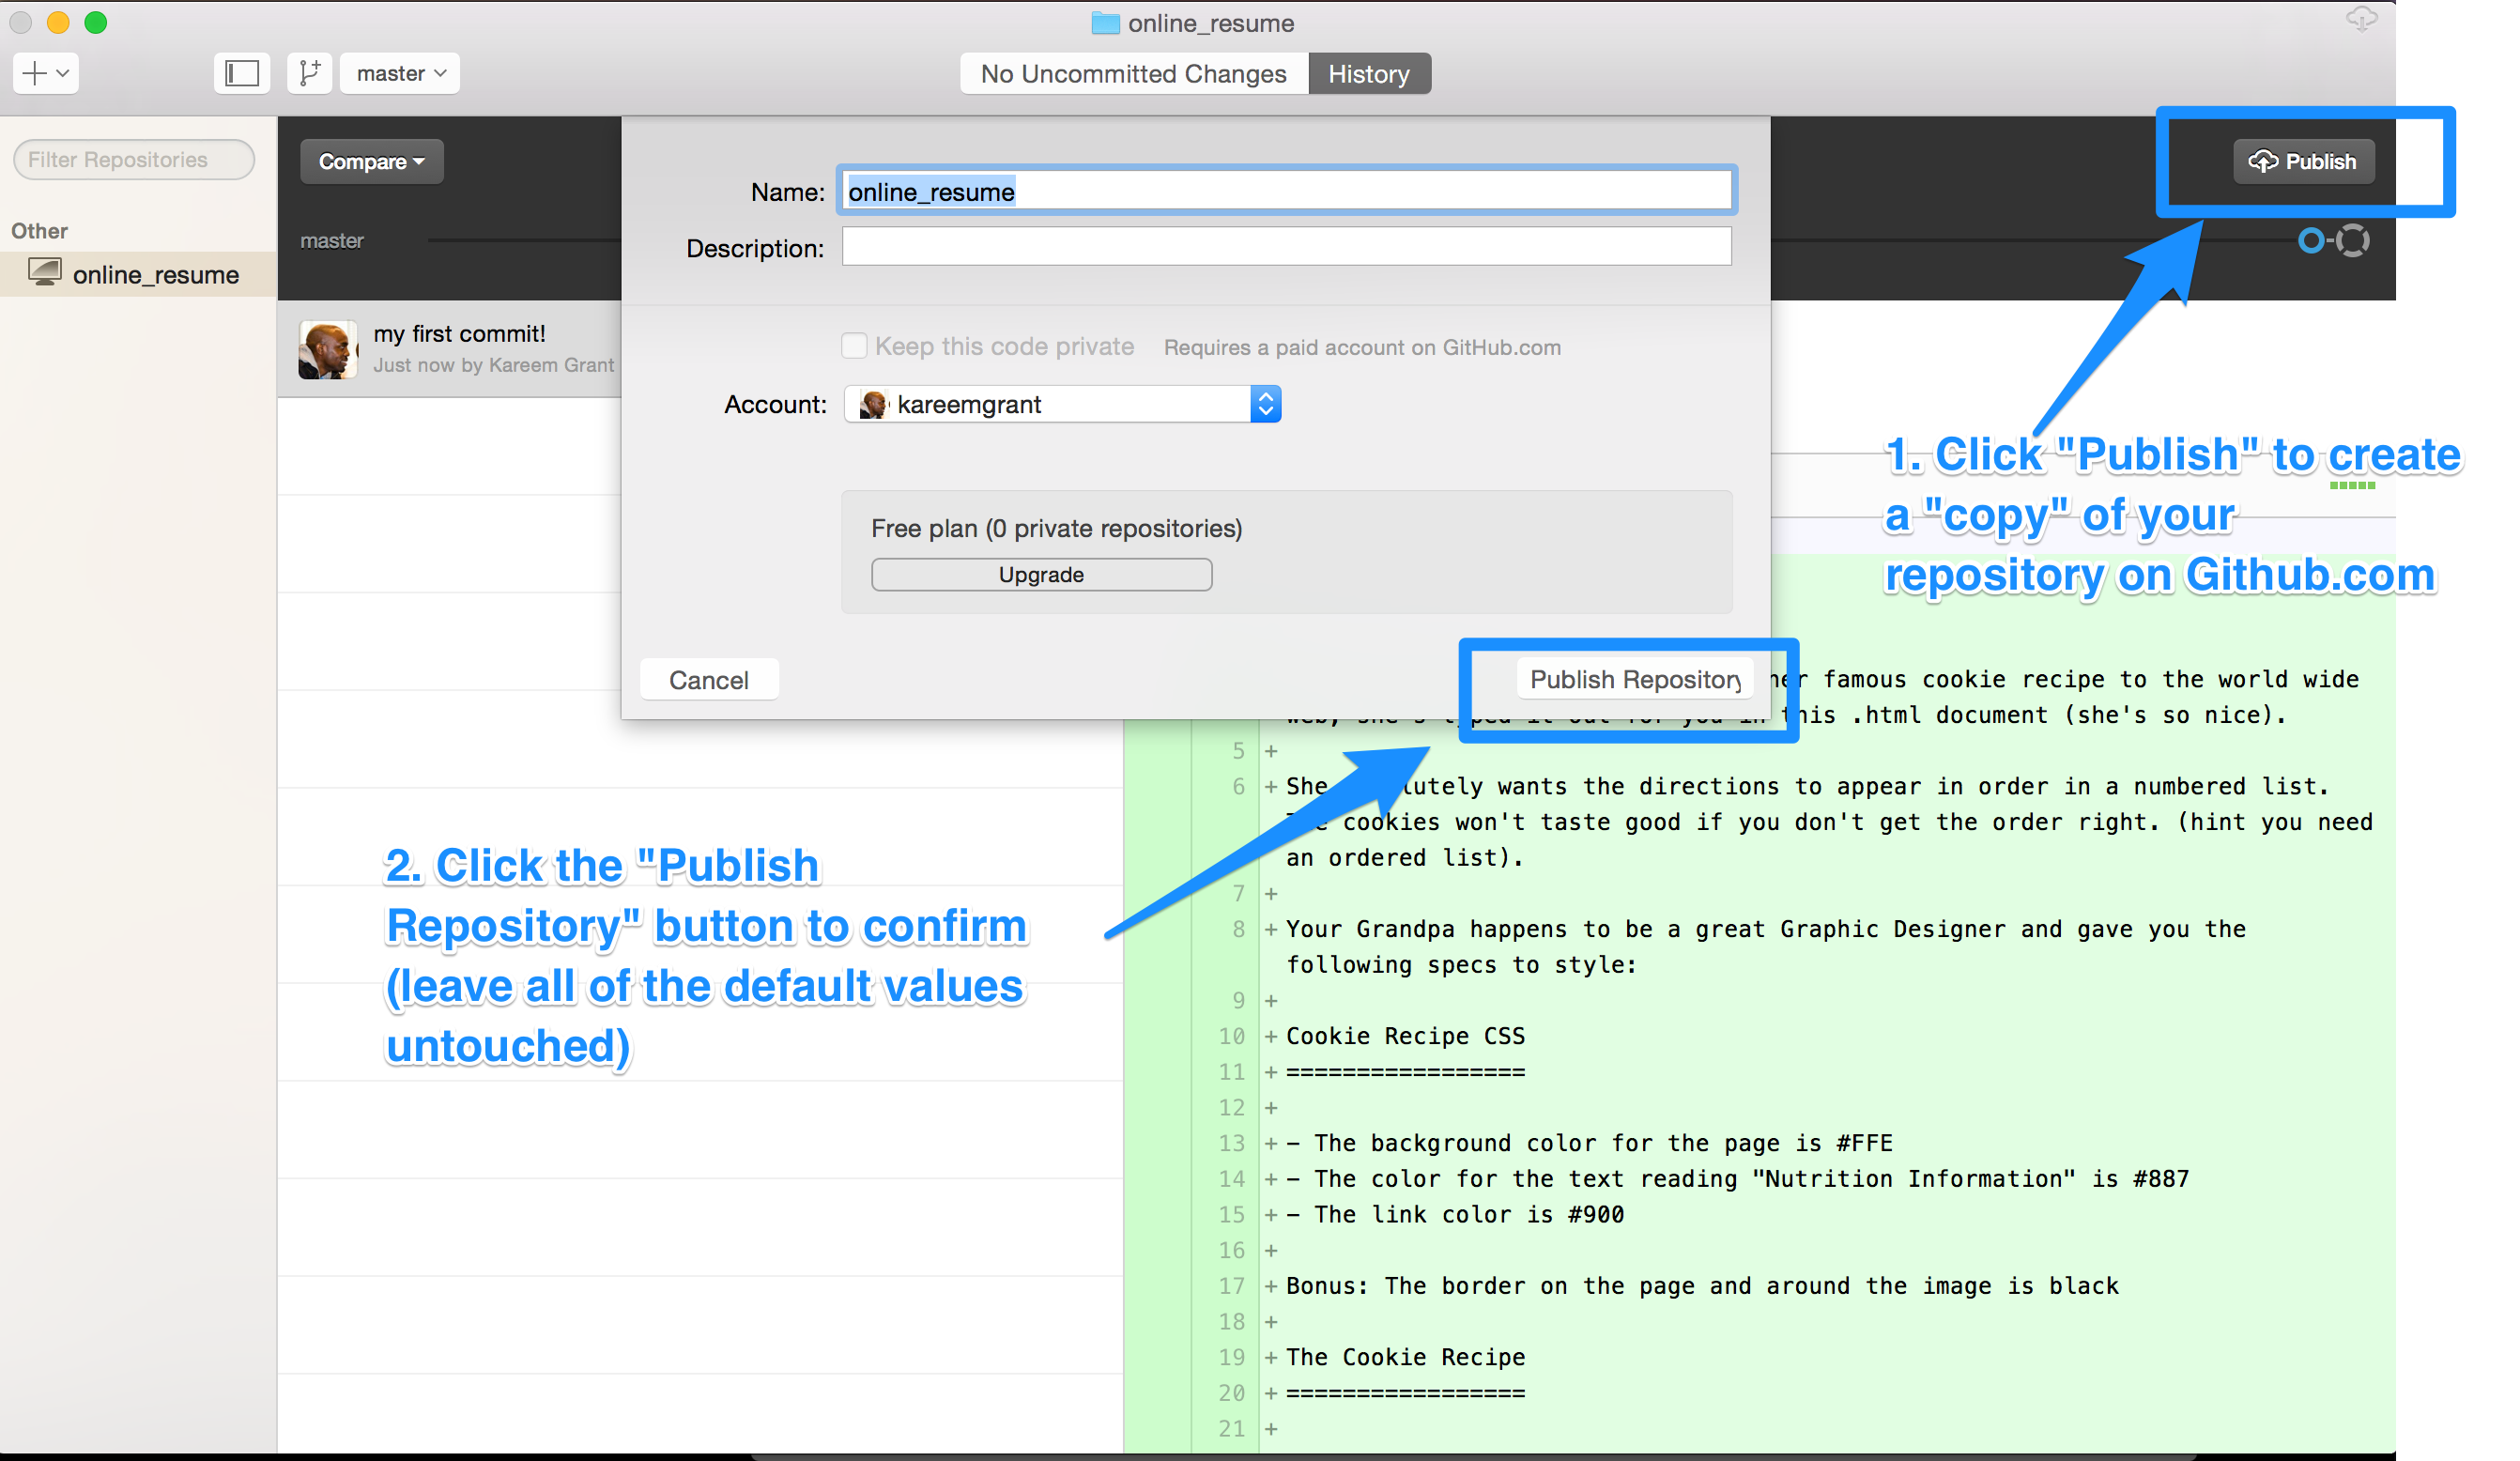 online_resume
master
No Uncommitted Changes
History
Filter Repositories
Compare
Publish
Name: online_resume
Description:
Other
master
online_resume
my first commit!
Just now by Kareem Grant
Keep this code private
Requires a paid account on GitHub.com
Account: kareemgrant
1. Click "Publish" to create
a "copy" of your
repository on Github.com
Free plan (0 private repositories)
Upgrade
Cancel
Publish Repository
famous cookie recipe to the world wide
this .html document (she's so nice).
5 +
6 + She wants the directions to appear in order in a numbered list.
cookies won't taste good if you don't get the order right. (hint you need
an ordered list).
7 +
8 + Your Grandpa happens to be a great Graphic Designer and gave you the
following specs to style:
9 +
10 + Cookie Recipe CSS
11 + =================
12 +
13 + - The background color for the page is #FFE
14 + - The color for the text reading "Nutrition Information" is #887
15 + - The link color is #900
16 +
17 + Bonus: The border on the page and around the image is black
18 +
19 + The Cookie Recipe
20 + =================
21 +
2. Click the "Publish
Repository" button to confirm
(leave all of the default values
untouched)